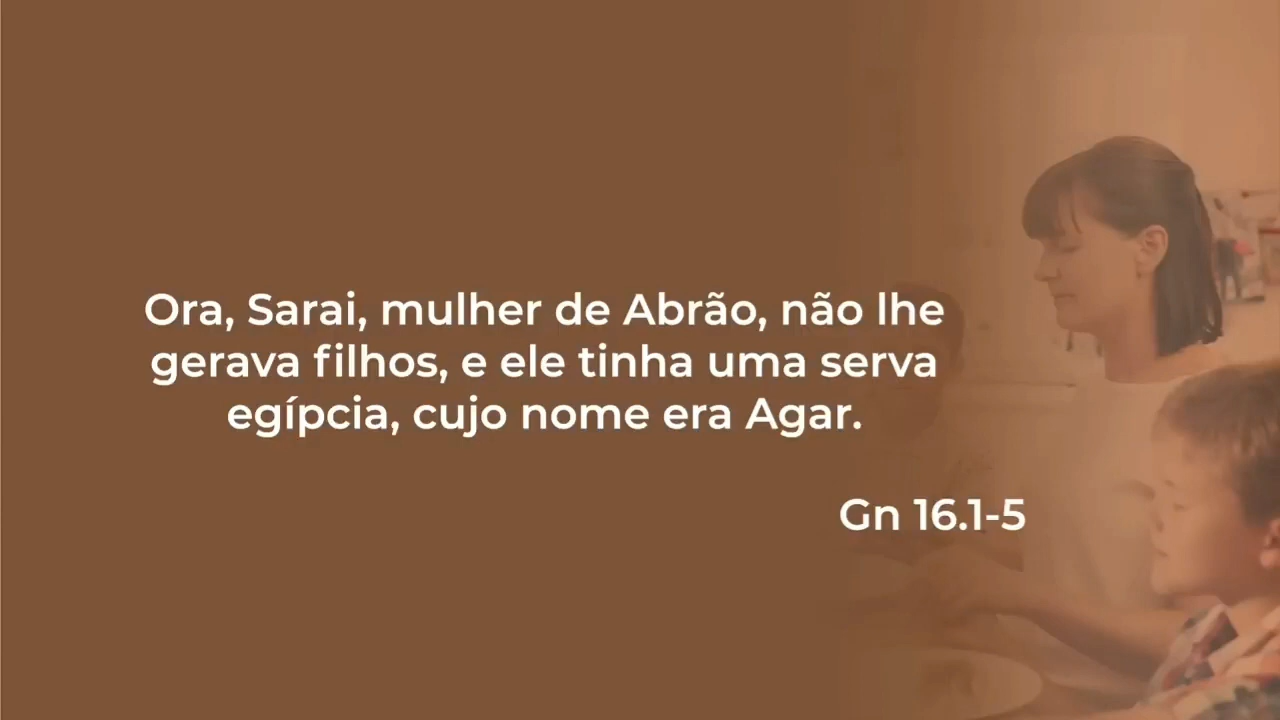 Ora, Sarai, mulher de Abrão, não lhe
gerava filhos, e ele tinha uma serva
egípcia, cujo nome era Agar.
Gn 16.1-5